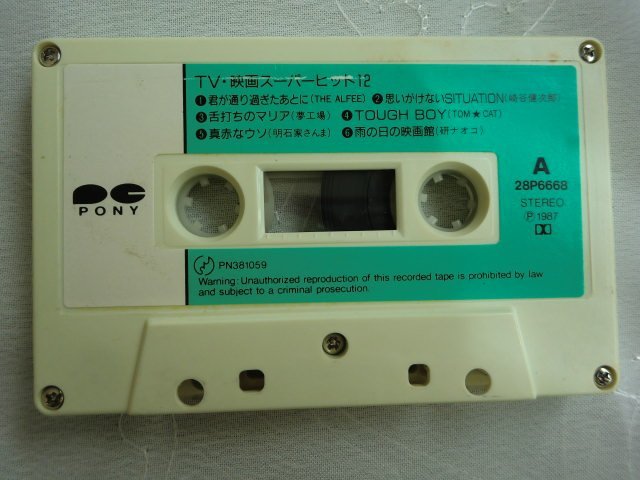 TV・映画スーパーヒット12
❶君が通り過ぎたあとに(THE ALFEE) ❷思いがけないSITUATION(崎谷健次郎)
❸舌打ちのマリア(夢工場) ❹TOUGH BOY(TOM★CAT)
❺真赤なウソ(明石家さんま) ❻雨の日の映画館(研ナオコ)
A
28P6668
STEREO
Ⓟ1987
PONY
PN381059
Warning: Unauthorized reproduction of this recorded tape is prohibited by law
and subject to a criminal prosecution.